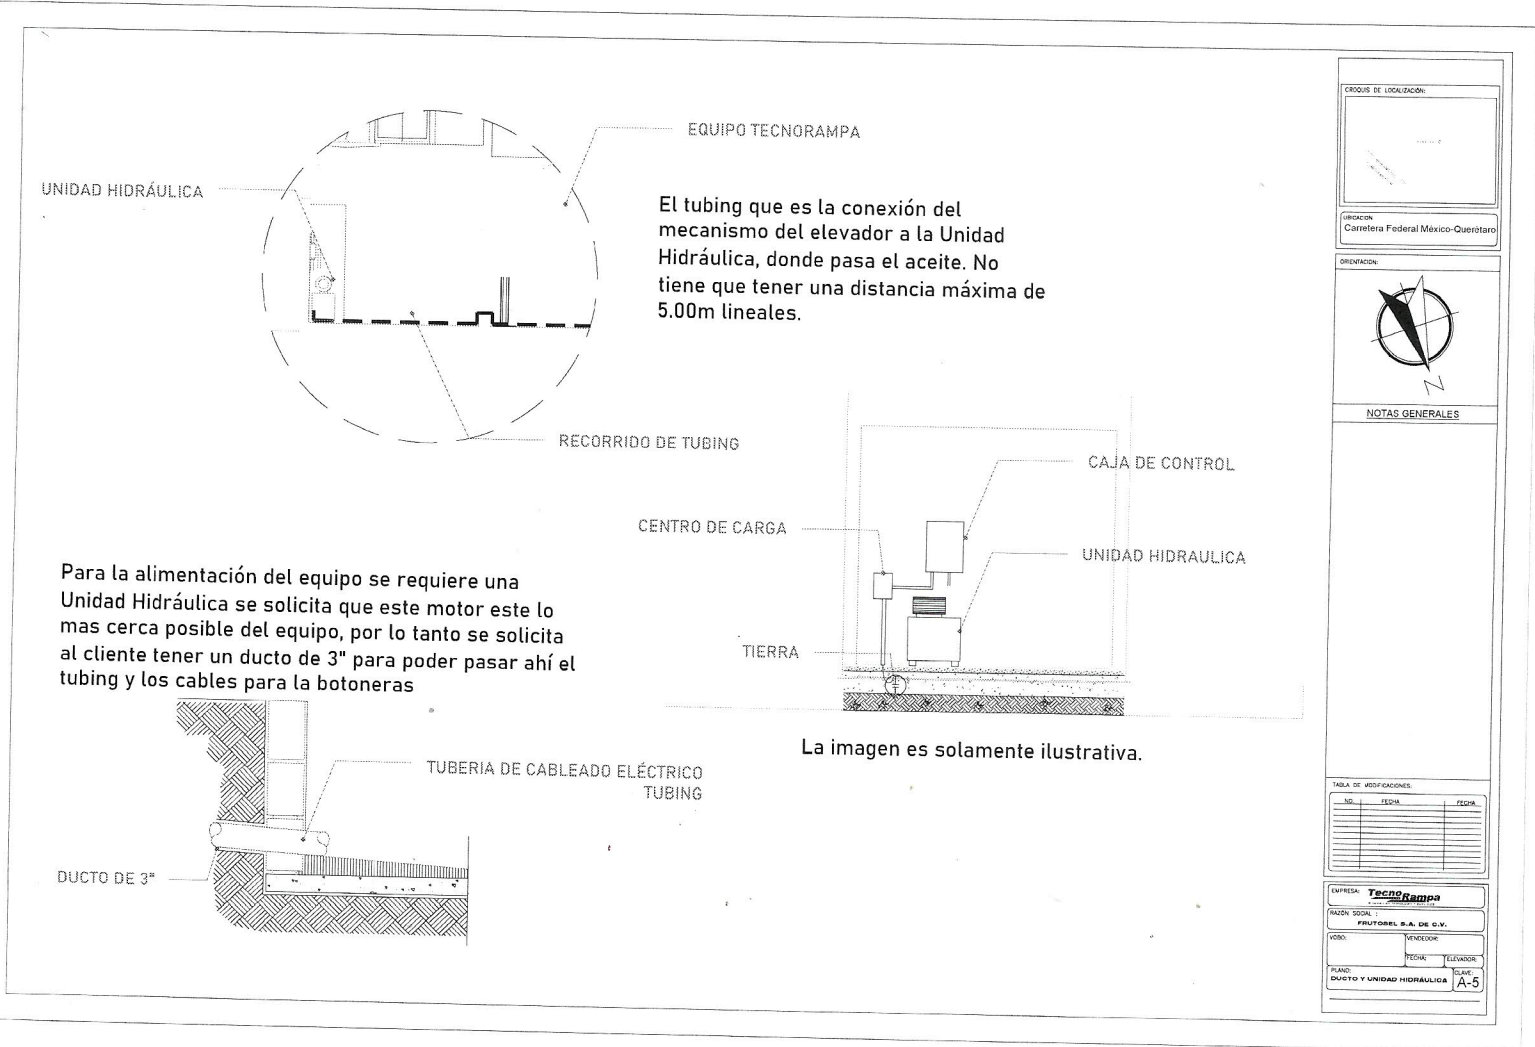 EQUIPO TECNORAMPA
UNIDAD HIDRÁULICA
El tubing que es la conexión del
mecanismo del elevador a la Unidad
Hidráulica, donde pasa el aceite. No
tiene que tener una distancia máxima de
5.00m lineales.
RECORRIDO DE TUBING
CAJA DE CONTROL
CENTRO DE CARGA
UNIDAD HIDRAULICA
TIERRA
La imagen es solamente ilustrativa.
Para la alimentación del equipo se requiere una
Unidad Hidráulica se solicita que este motor este lo
mas cerca posible del equipo, por lo tanto se solicita
al cliente tener un ducto de 3" para poder pasar ahí el
tubing y los cables para la botoneras
TUBERIA DE CABLEADO ELÉCTRICO
TUBING
DUCTO DE 3"
CROQUIS DE LOCALIZACIÓN:
UBICACION
Carretera Federal México-Querétaro
ORIENTACION:
N
NOTAS GENERALES
TABLA DE MODIFICACIONES:
NO. FECHA FECHA
EMPRESA: TecnoRampa
RAZÓN SOCIAL :
FRUTOBEL S.A. DE C.V.
VOBO: VENDEDOR:
FECHA: ELEVADOR:
PLANO: CLAVE:
DUCTO Y UNIDAD HIDRÁULICA A-5